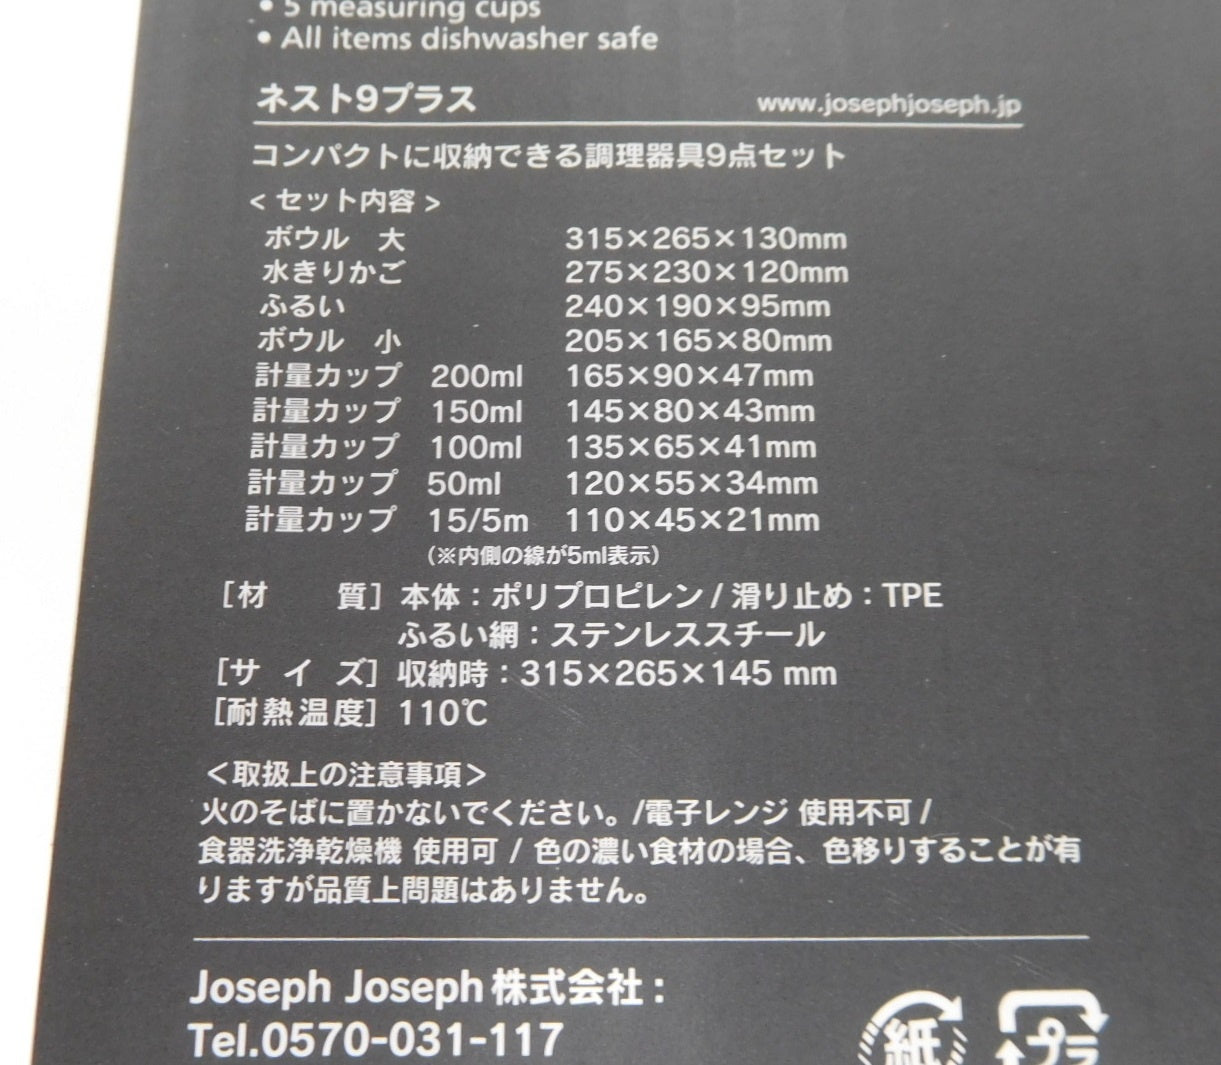 • 5 measuring cups
• All items dishwasher safe
ネスト9プラス www.josephjoseph.jp
コンパクトに収納できる調理器具9点セット
< セット内容 >
ボウル　大 315×265×130mm
水きりかご 275×230×120mm
ふるい 240×190×95mm
ボウル　小 205×165×80mm
計量カップ 200ml 165×90×47mm
計量カップ 150ml 145×80×43mm
計量カップ 100ml 135×65×41mm
計量カップ 50ml 120×55×34mm
計量カップ 15/5m 110×45×21mm
(※内側の線が5ml表示)
[材　質] 本体：ポリプロピレン / 滑り止め：TPE
ふるい網：ステンレススチール
[サ イ ズ] 収納時：315×265×145 mm
[耐熱温度] 110℃
＜取扱上の注意事項＞
火のそばに置かないでください。/電子レンジ 使用不可 /
食器洗浄乾燥機 使用可 / 色の濃い食材の場合、色移りすることが有
りますが品質上問題はありません。
Joseph Joseph 株式会社：
Tel.0570-031-117
紙 プラ